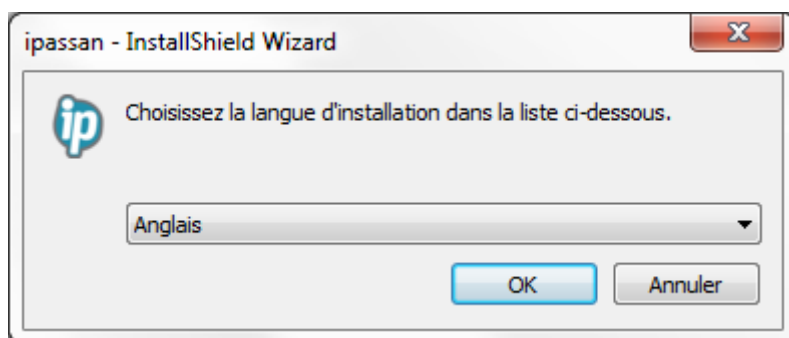 ipassan - InstallShield Wizard
ip
Choisissez la langue d'installation dans la liste ci-dessous.
Anglais
OK
Annuler